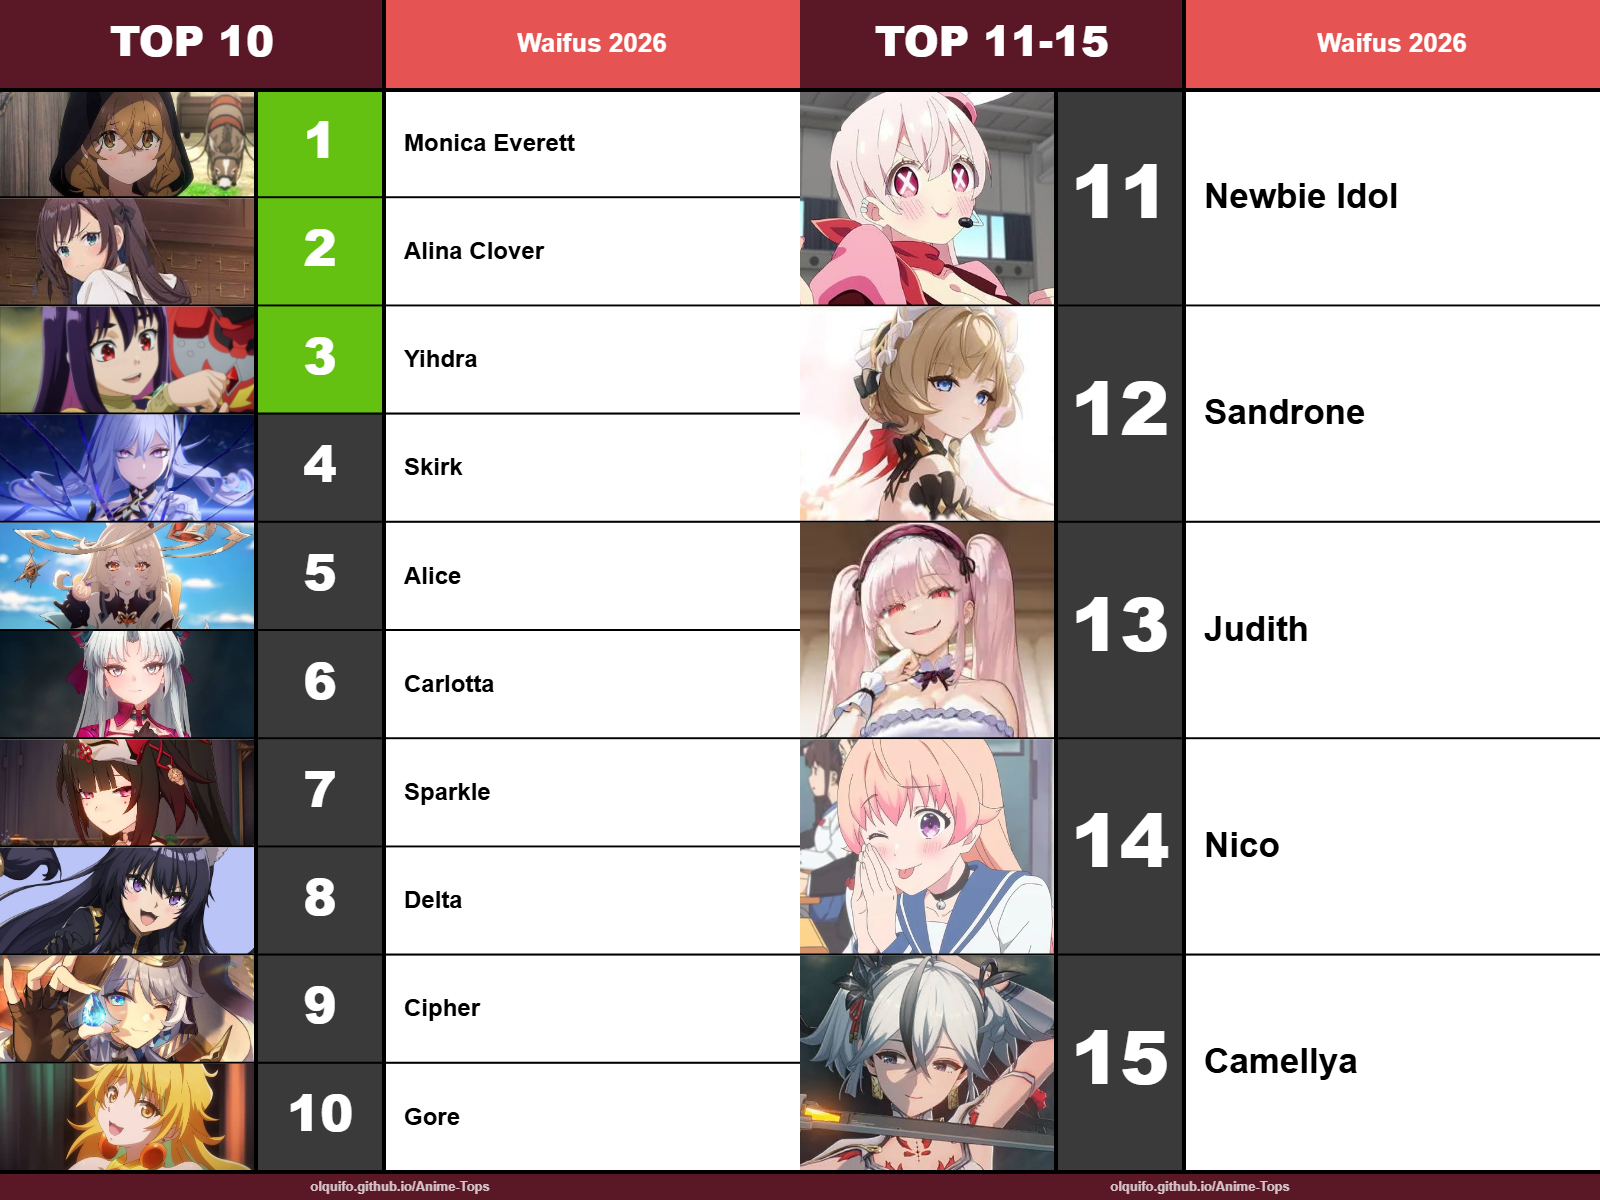 TOP 10
Waifus 2026
1
Monica Everett
2
Alina Clover
3
Yihdra
4
Skirk
5
Alice
6
Carlotta
7
Sparkle
8
Delta
9
Cipher
10
Gore
olquifo.github.io/Anime-Tops
TOP 11-15
Waifus 2026
11
Newbie Idol
12
Sandrone
13
Judith
14
Nico
15
Camellya
olquifo.github.io/Anime-Tops